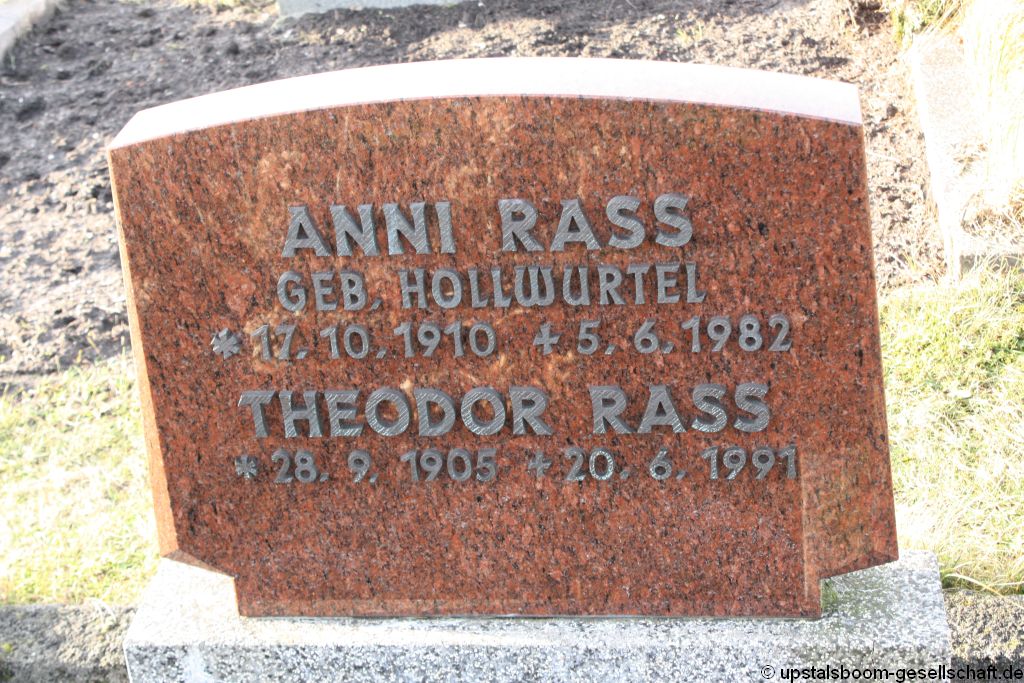 ANNI RASS
GEB. HOLLWURTEL
* 17. 10. 1910 + 5. 6. 1982
THEODOR RASS
* 28. 9. 1905 + 20. 6. 1991
© upstalsboom-gesellschaft.de